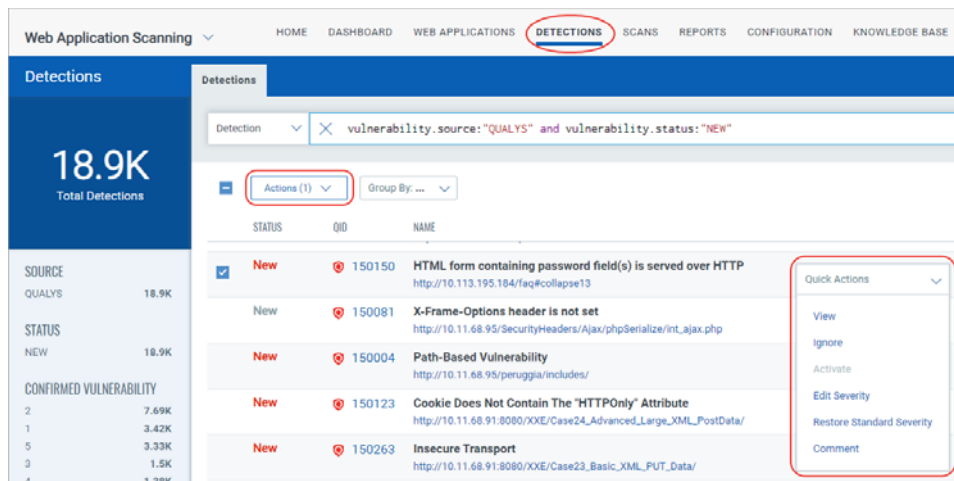 Web Application Scanning
HOME DASHBOARD WEB APPLICATIONS DETECTIONS SCANS REPORTS CONFIGURATION KNOWLEDGE BASE
Detections
Detections
Detection vulnerability.source:"QUALYS" and vulnerability.status:"NEW"
18.9K
Total Detections
Actions (1) Group By: ...
STATUS QID NAME
SOURCE
QUALYS 18.9K
STATUS
NEW 18.9K
CONFIRMED VULNERABILITY
2 7.69K
1 3.42K
5 3.33K
3 1.5K
4 1.38K
New 150150 HTML form containing password field(s) is served over HTTP
http://10.113.195.184/faq#collapse13
New 150081 X-Frame-Options header is not set
http://10.11.68.95/SecurityHeaders/Ajax/phpSerialize/int_ajax.php
New 150004 Path-Based Vulnerability
http://10.11.68.95/peruggia/includes/
New 150123 Cookie Does Not Contain The "HTTPOnly" Attribute
http://10.11.68.91:8080/XXE/Case24_Advanced_Large_XML_PostData/
New 150263 Insecure Transport
http://10.11.68.91:8080/XXE/Case23_Basic_XML_PUT_Data/
Quick Actions
View
Ignore
Activate
Edit Severity
Restore Standard Severity
Comment